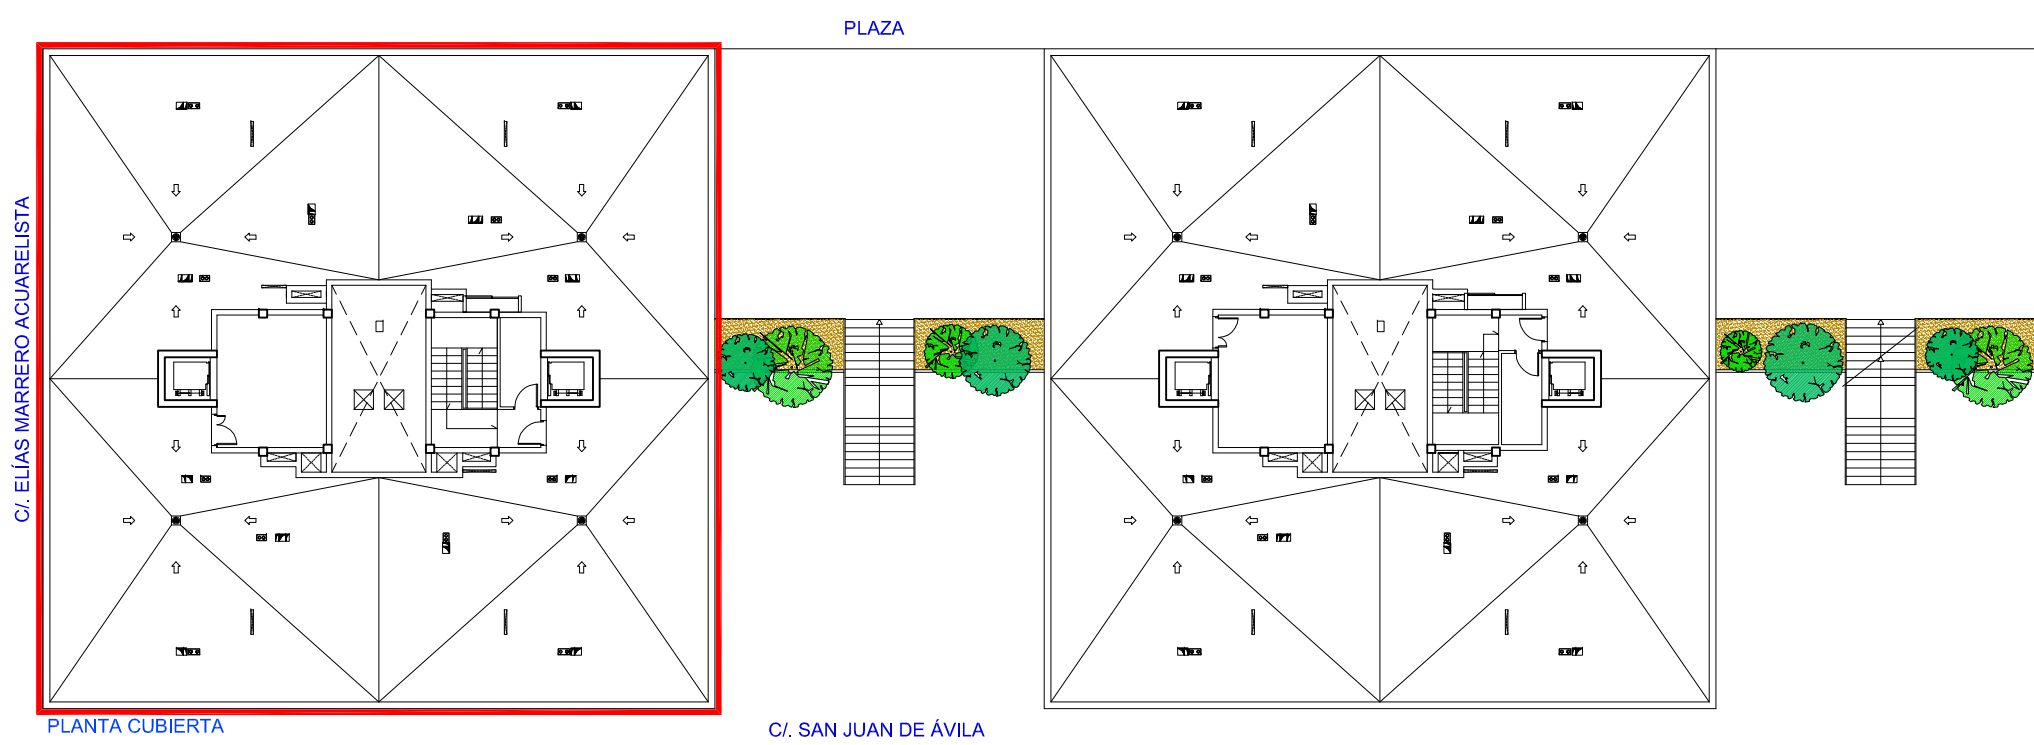 PLAZA
C/. ELÍAS MARRERO ACUARELISTA
PLANTA CUBIERTA
C/. SAN JUAN DE ÁVILA